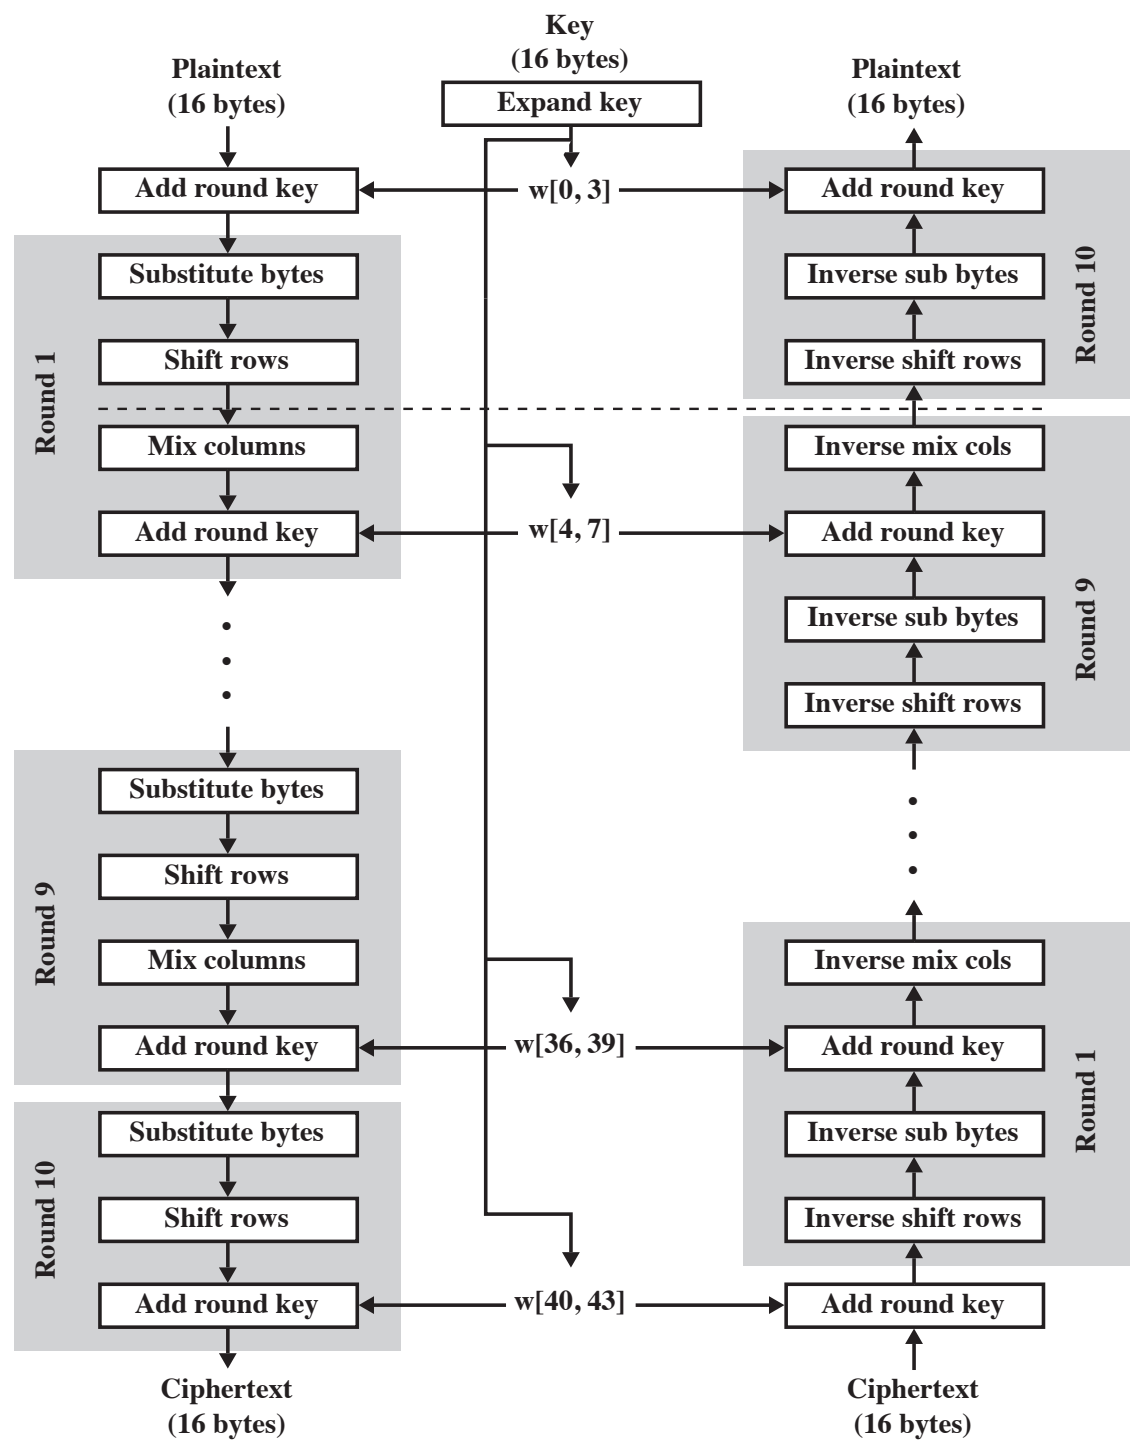 Key
(16 bytes)
Expand key
Plaintext
(16 bytes)
Add round key
Round 1
Substitute bytes
Shift rows
Mix columns
Add round key
Round 9
Substitute bytes
Shift rows
Mix columns
Add round key
Round 10
Substitute bytes
Shift rows
Add round key
Ciphertext
(16 bytes)
w[0, 3]
w[4, 7]
w[36, 39]
w[40, 43]
Plaintext
(16 bytes)
Add round key
Inverse sub bytes
Inverse shift rows
Round 10
Inverse mix cols
Add round key
Inverse sub bytes
Inverse shift rows
Round 9
Inverse mix cols
Add round key
Inverse sub bytes
Inverse shift rows
Round 1
Add round key
Ciphertext
(16 bytes)